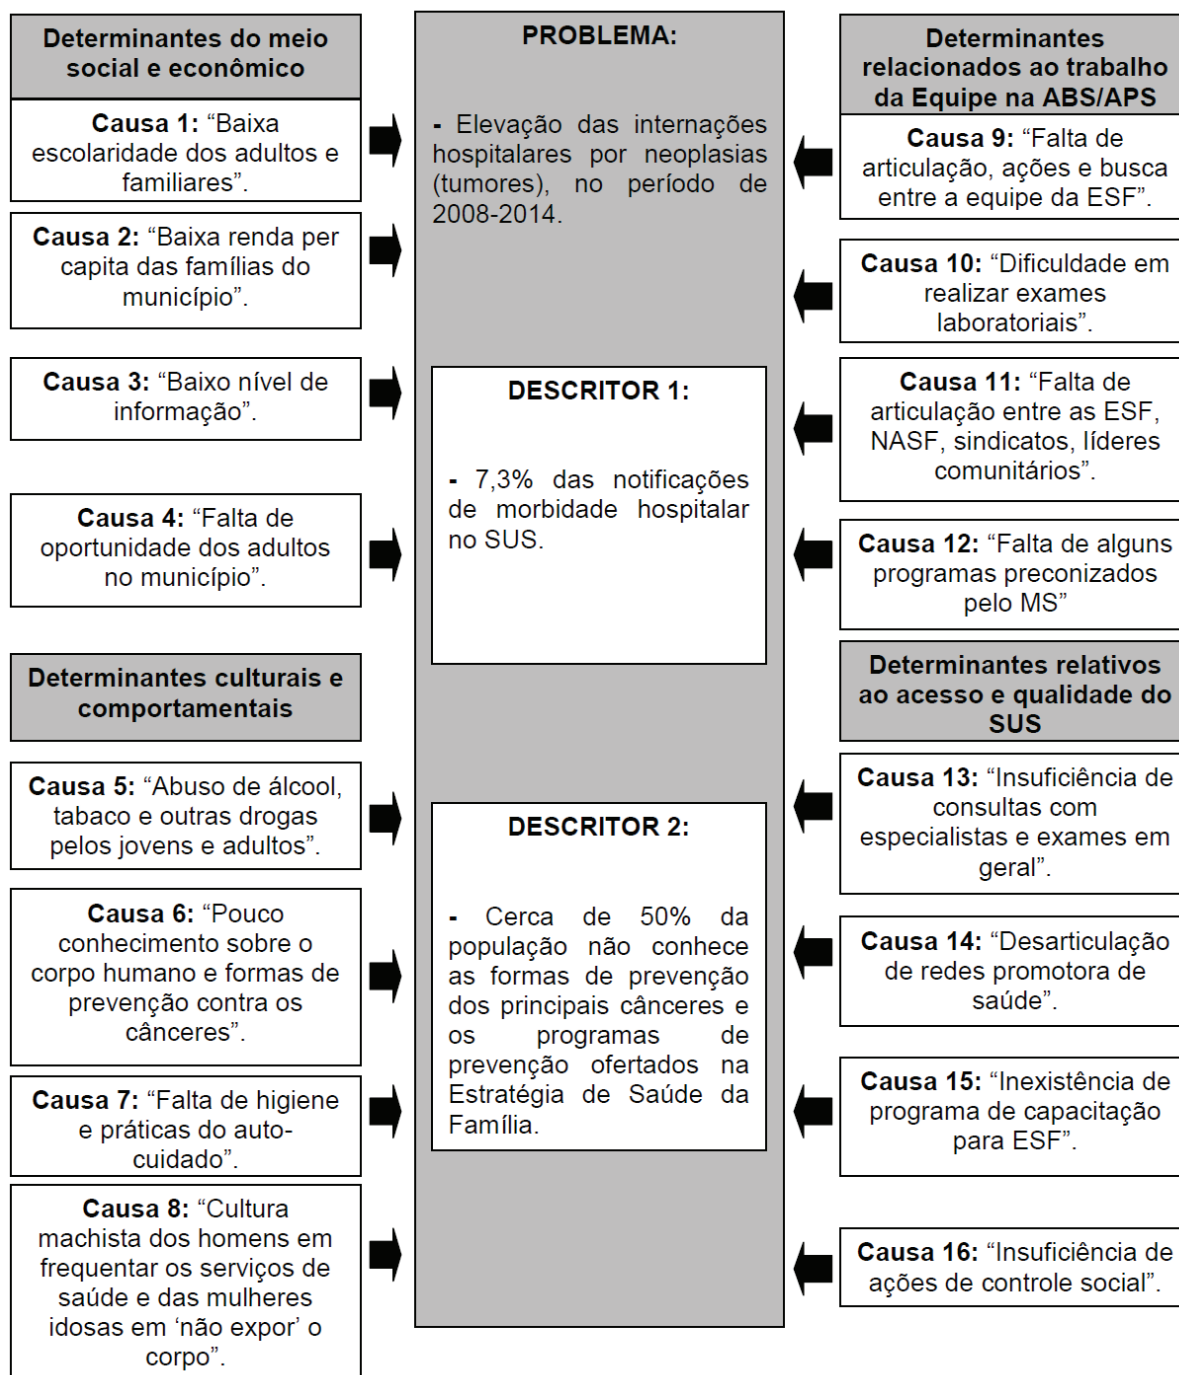 Determinantes do meio
social e econômico
Causa 1: “Baixa
escolaridade dos adultos e
familiares”.
Causa 2: “Baixa renda per
capita das famílias do
município”.
Causa 3: “Baixo nível de
informação”.
Causa 4: “Falta de
oportunidade dos adultos
no município”.
Determinantes culturais e
comportamentais
Causa 5: “Abuso de álcool,
tabaco e outras drogas
pelos jovens e adultos”.
Causa 6: “Pouco
conhecimento sobre o
corpo humano e formas de
prevenção contra os
cânceres”.
Causa 7: “Falta de higiene
e práticas do auto-
cuidado”.
Causa 8: “Cultura
machista dos homens em
frequentar os serviços de
saúde e das mulheres
idosas em ‘não expor’ o
corpo”.
PROBLEMA:
- Elevação das internações
hospitalares por neoplasias
(tumores), no período de
2008-2014.
DESCRITOR 1:
- 7,3% das notificações
de morbidade hospitalar
no SUS.
DESCRITOR 2:
- Cerca de 50% da
população não conhece
as formas de prevenção
dos principais cânceres e
os programas de
prevenção ofertados na
Estratégia de Saúde da
Família.
Determinantes
relacionados ao trabalho
da Equipe na ABS/APS
Causa 9: “Falta de
articulação, ações e busca
entre a equipe da ESF”.
Causa 10: “Dificuldade em
realizar exames
laboratoriais”.
Causa 11: “Falta de
articulação entre as ESF,
NASF, sindicatos, líderes
comunitários”.
Causa 12: “Falta de alguns
programas preconizados
pelo MS”
Determinantes relativos
ao acesso e qualidade do
SUS
Causa 13: “Insuficiência de
consultas com
especialistas e exames em
geral”.
Causa 14: “Desarticulação
de redes promotora de
saúde”.
Causa 15: “Inexistência de
programa de capacitação
para ESF”.
Causa 16: “Insuficiência de
ações de controle social”.